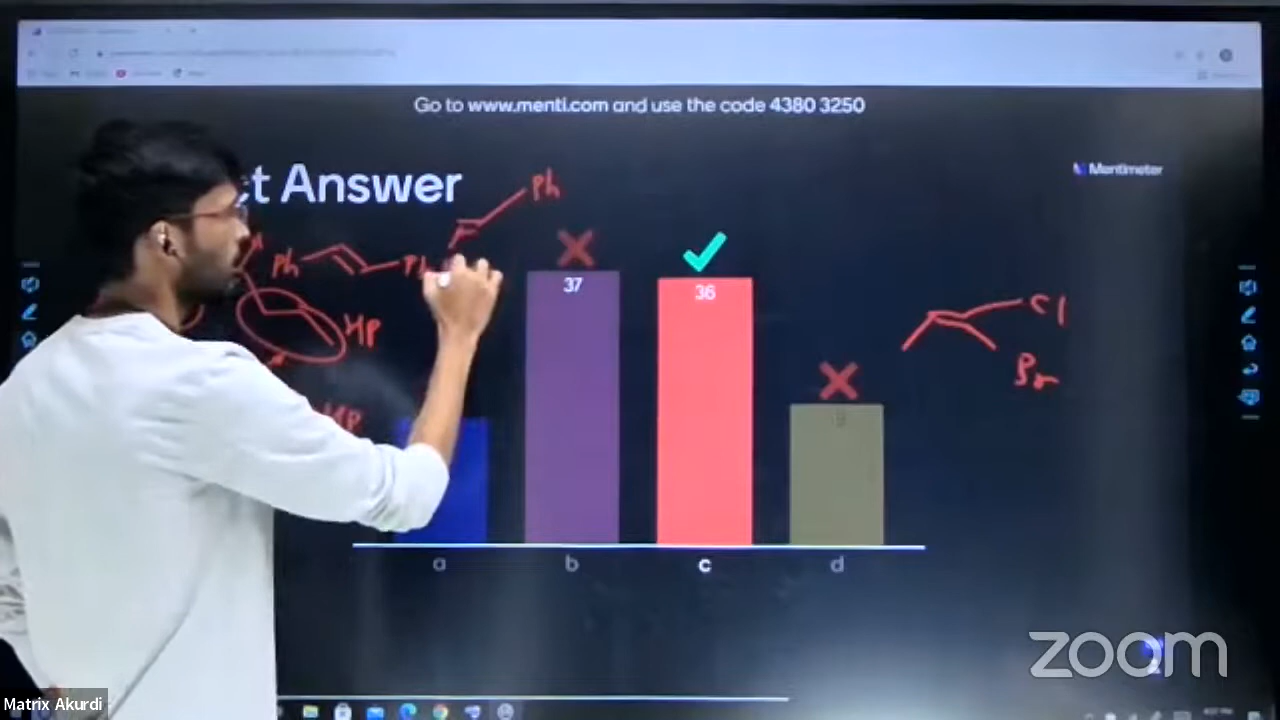 Go to www.menti.com and use the code 4380 3250
Mentimeter
t Answer
Ph
Ph
Ph
HP
HP
37
36
Cl
Br
a
b
c
d
zoom
Matrix Akurdi